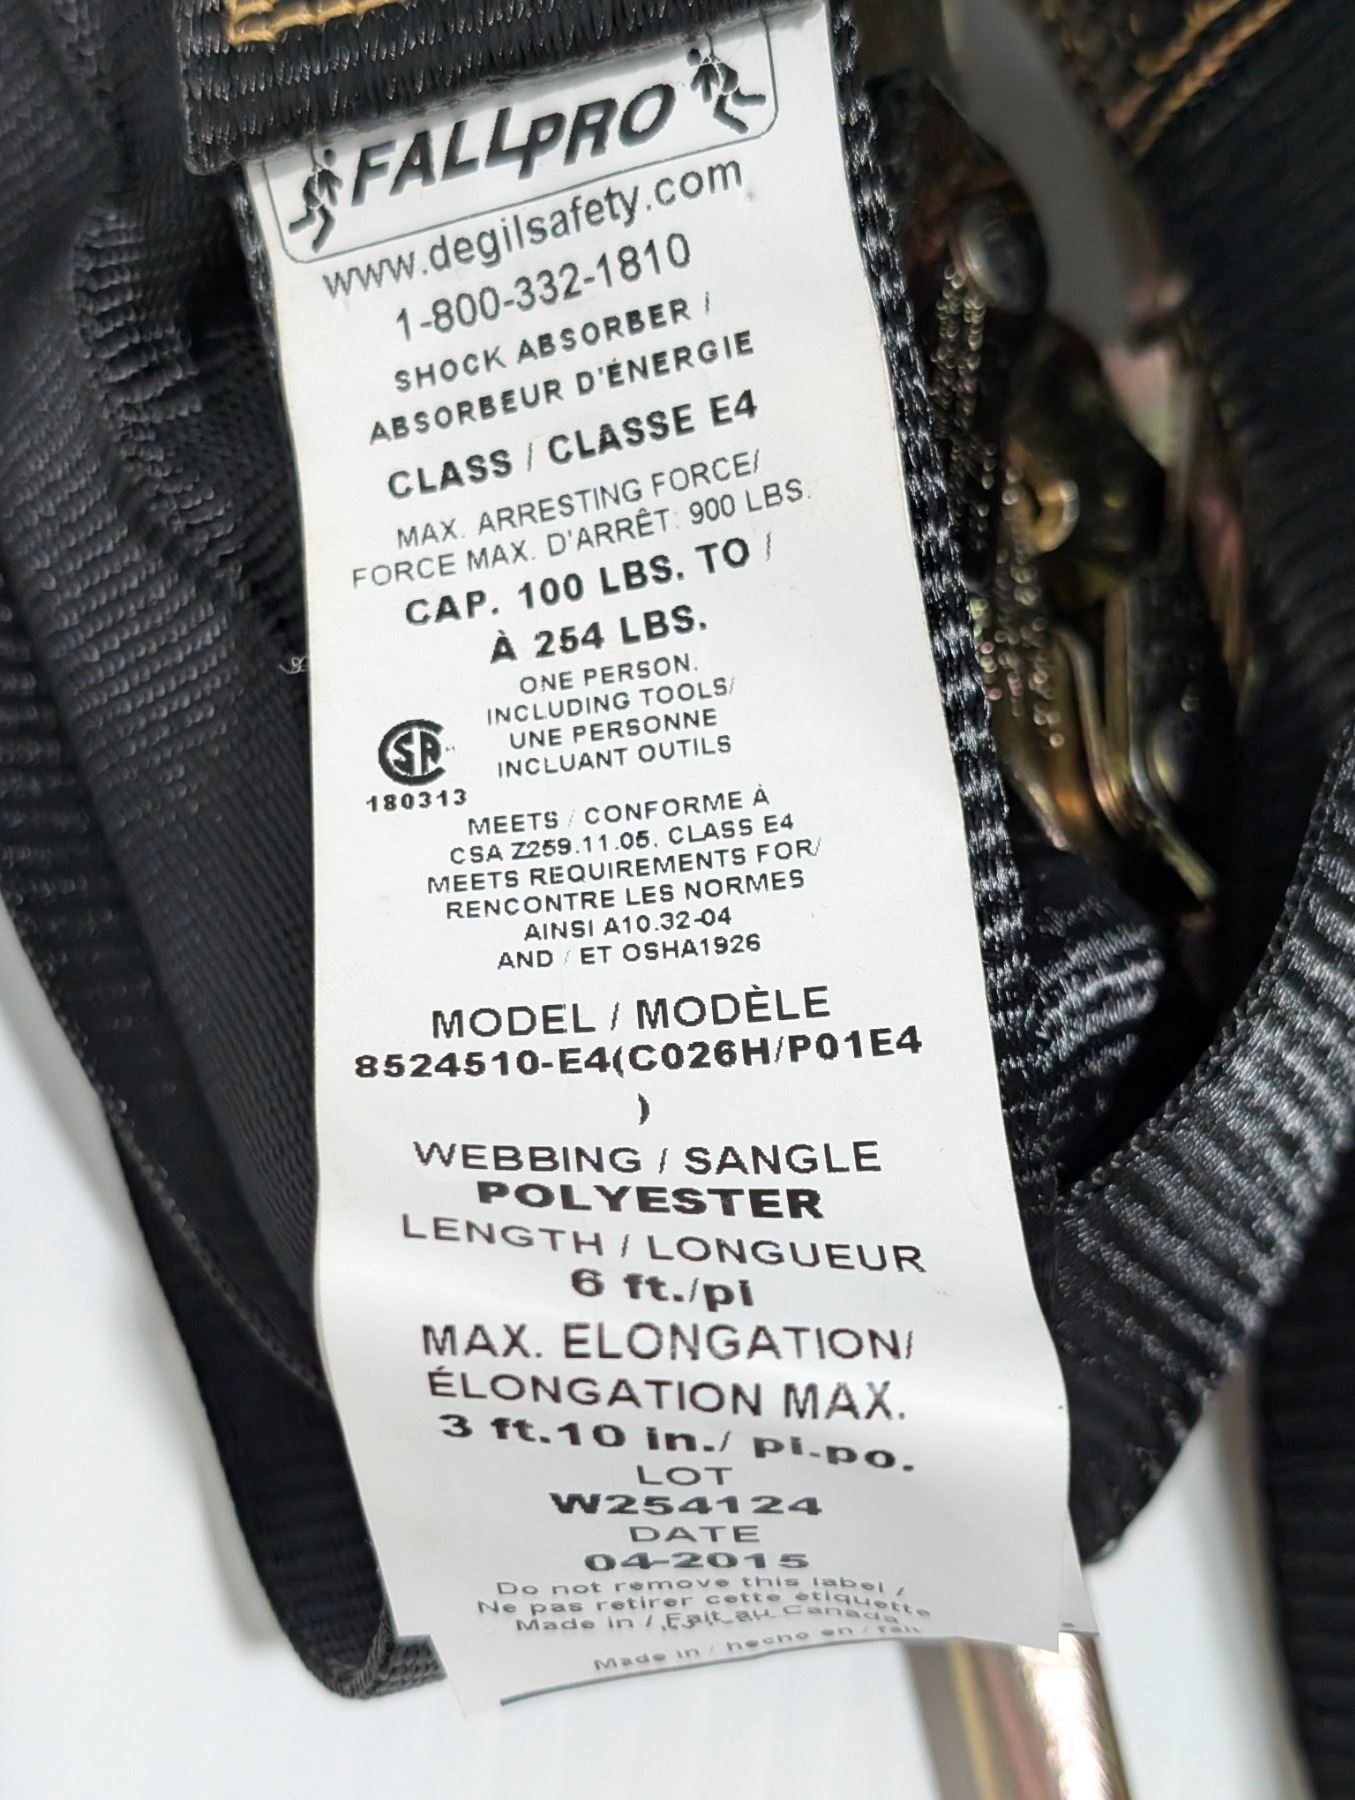 FALLPRO
www.degilsafety.com
1-800-332-1810
SHOCK ABSORBER /
ABSORBEUR D'ÉNERGIE
CLASS / CLASSE E4
MAX. ARRESTING FORCE/
FORCE MAX. D'ARRÊT: 900 LBS.
CAP. 100 LBS. TO /
À 254 LBS.
ONE PERSON.
INCLUDING TOOLS/
UNE PERSONNE
INCLUANT OUTILS
180313
MEETS / CONFORME À
CSA Z259.11.05. CLASS E4
MEETS REQUIREMENTS FOR/
RENCONTRE LES NORMES
AINSI A10.32-04
AND / ET OSHA1926
MODEL / MODÈLE
8524510-E4(C026H/P01E4
)
WEBBING / SANGLE
POLYESTER
LENGTH / LONGUEUR
6 ft./pi
MAX. ELONGATION/
ÉLONGATION MAX.
3 ft.10 in./ pi.-po.
LOT
W254124
DATE
04-2015
Do not remove this label /
Ne pas retirer cette étiquette
Made in / Fait au Canada
Made in / hecho en / Fait